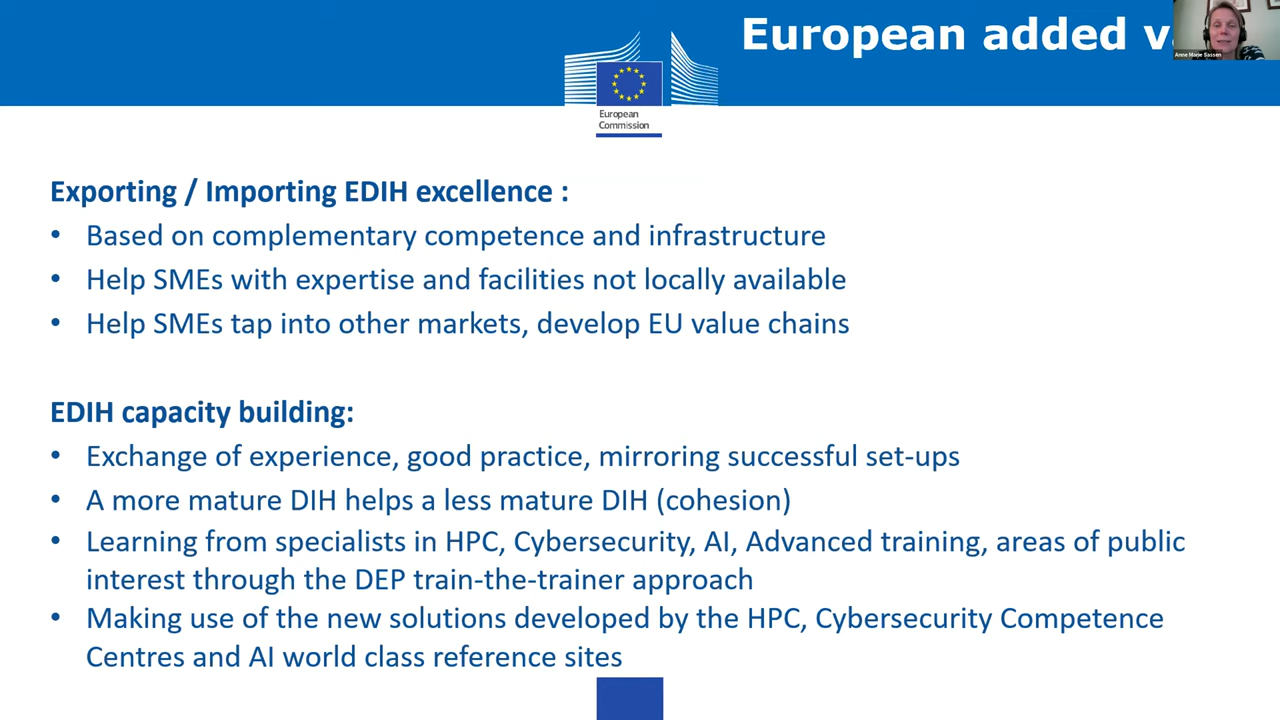 European added v
Anne Marie Sassen
European
Commission
Exporting / Importing EDIH excellence :
• Based on complementary competence and infrastructure
• Help SMEs with expertise and facilities not locally available
• Help SMEs tap into other markets, develop EU value chains
EDIH capacity building:
• Exchange of experience, good practice, mirroring successful set-ups
• A more mature DIH helps a less mature DIH (cohesion)
• Learning from specialists in HPC, Cybersecurity, AI, Advanced training, areas of public
interest through the DEP train-the-trainer approach
• Making use of the new solutions developed by the HPC, Cybersecurity Competence
Centres and AI world class reference sites